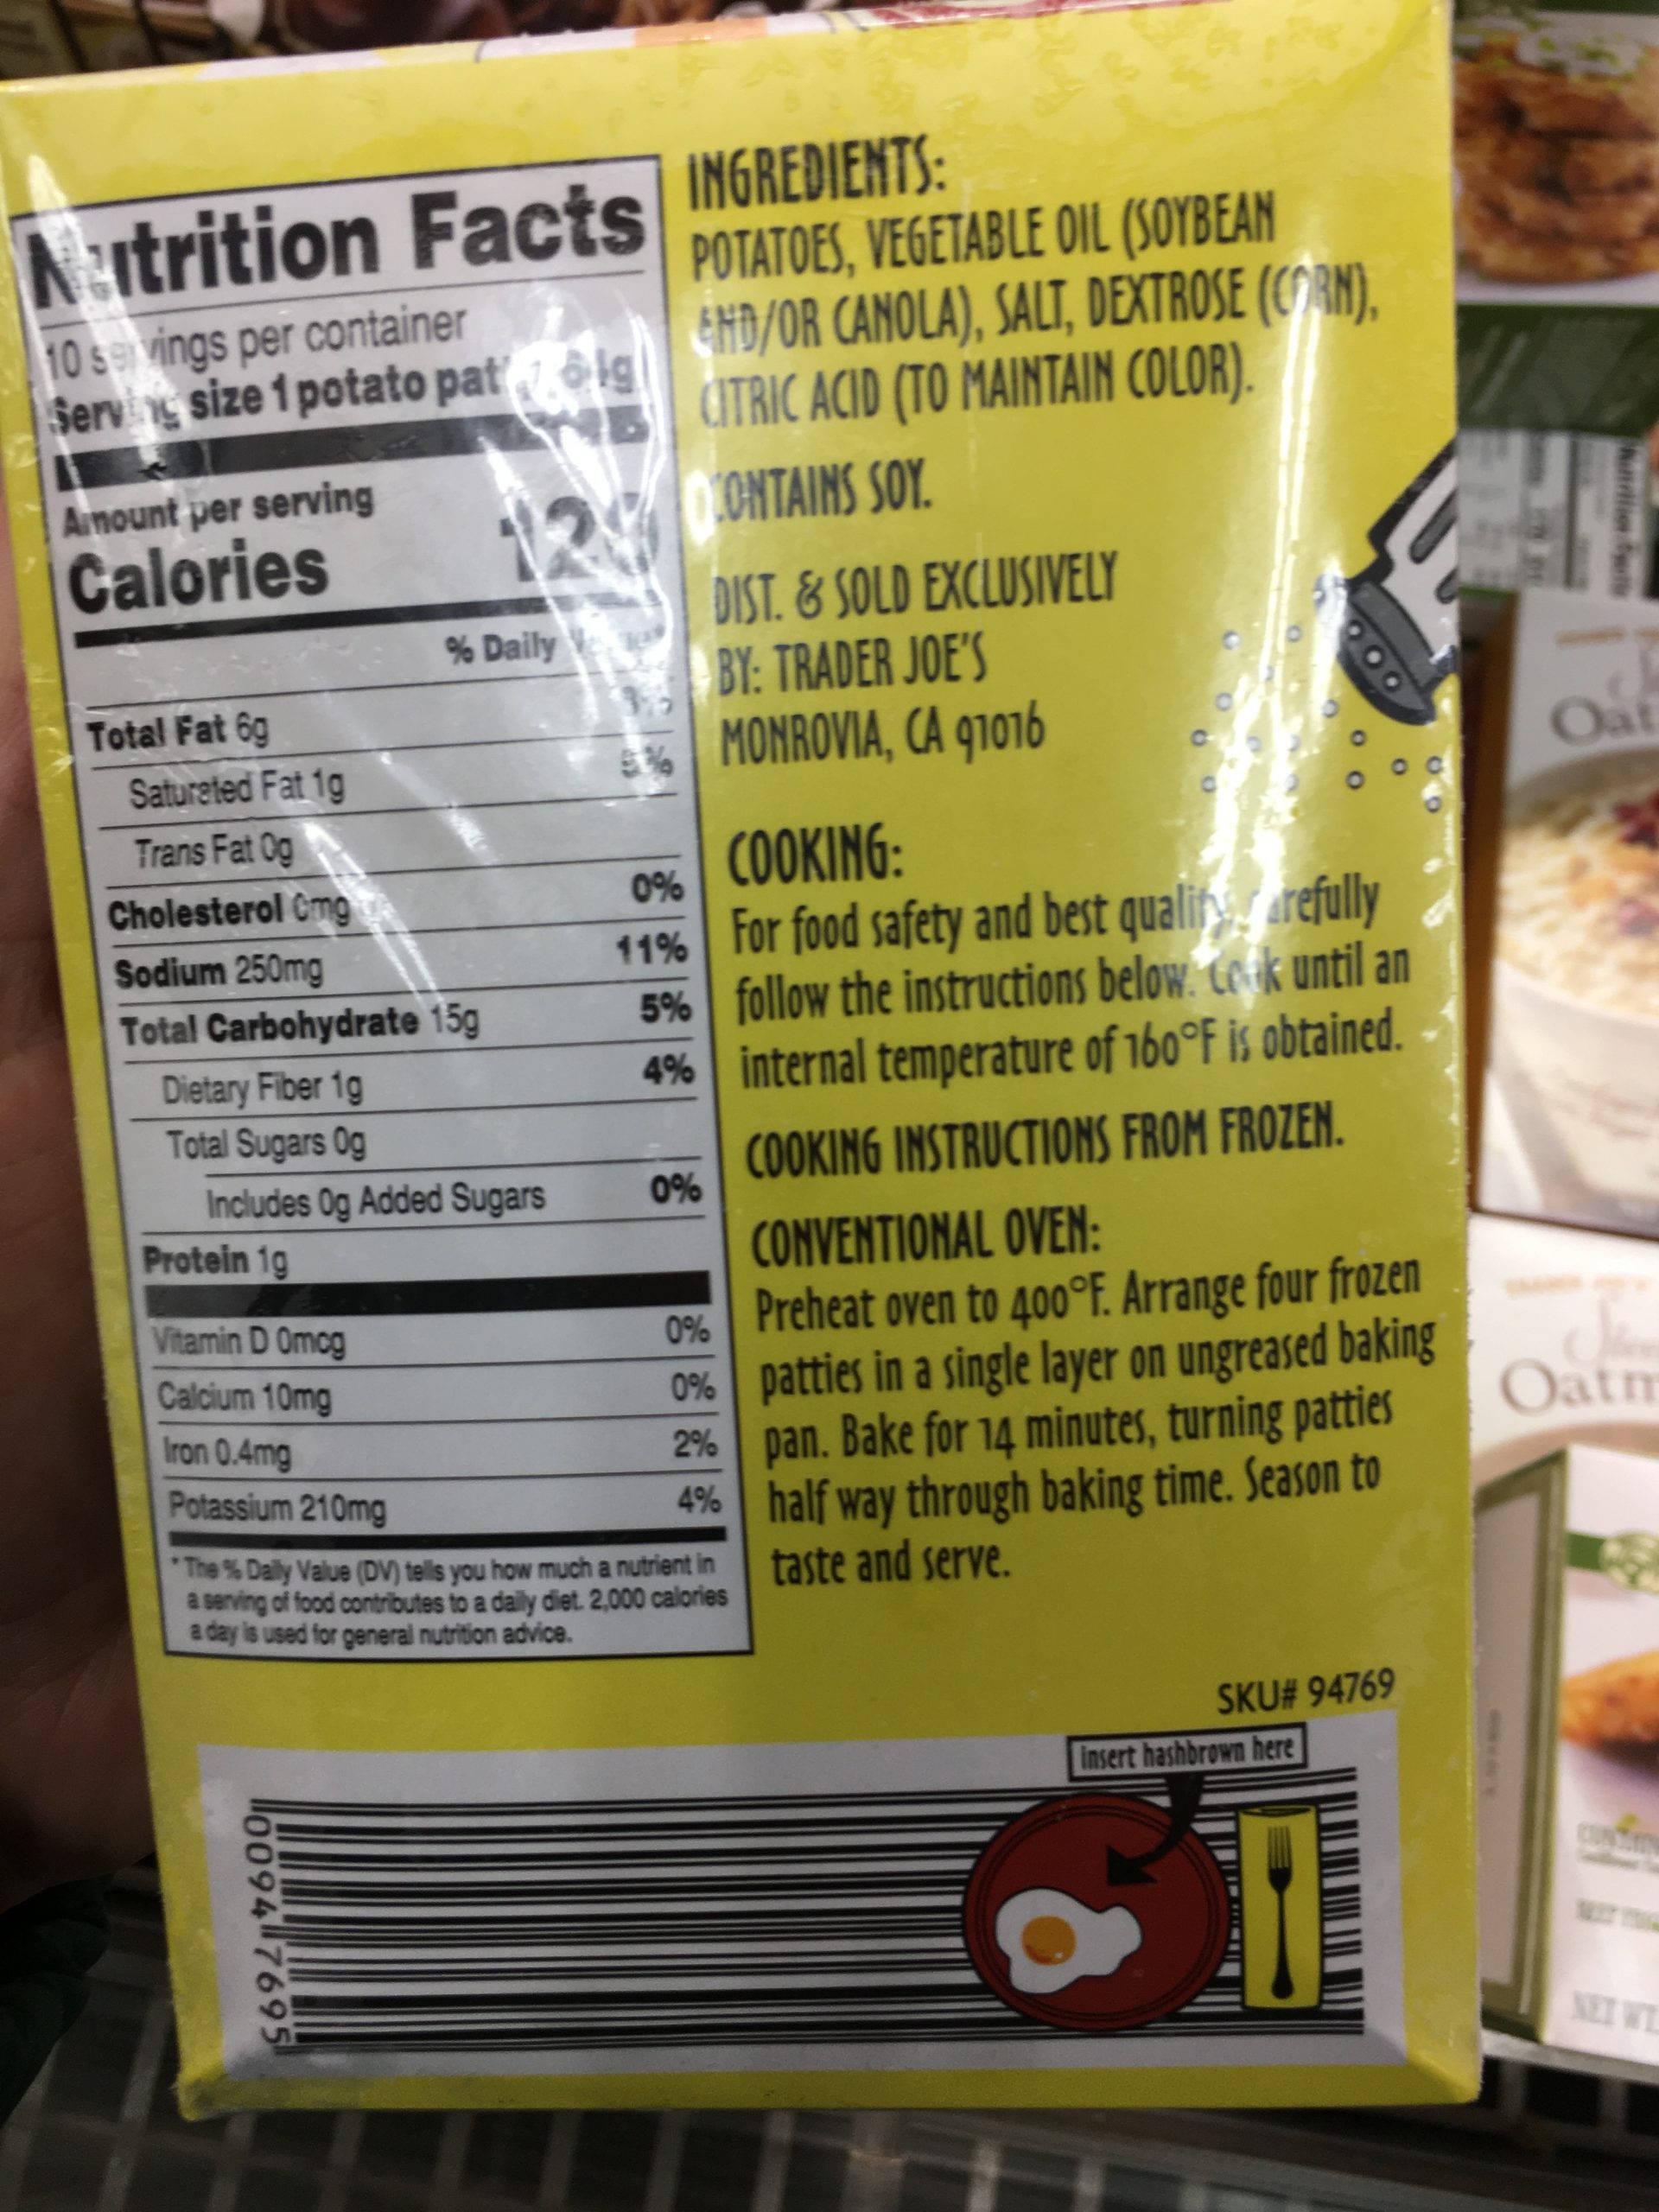 Nutrition Facts
10 servings per container
Serving size 1 potato
Amount per serving
Calories 120
% Daily
Total Fat 6g
Saturated Fat 1g 5%
Trans Fat 0g
Cholesterol 0mg 0%
Sodium 250mg 11%
Total Carbohydrate 15g 5%
Dietary Fiber 1g 4%
Total Sugars 0g
Includes 0g Added Sugars 0%
Protein 1g
Vitamin D 0mcg 0%
Calcium 10mg 0%
Iron 0.4mg 2%
Potassium 210mg 4%
* The % Daily Value (DV) tells you how much a nutrient in
a serving of food contributes to a daily diet. 2,000 calories
a day is used for general nutrition advice.
INGREDIENTS:
POTATOES, VEGETABLE OIL (SOYBEAN
AND/OR CANOLA), SALT, DEXTROSE (CORN),
CITRIC ACID (TO MAINTAIN COLOR).
CONTAINS SOY.
DIST. & SOLD EXCLUSIVELY
BY: TRADER JOE'S
MONROVIA, CA 91016
COOKING:
For food safety and best quality, carefully
follow the instructions below. Cook until an
internal temperature of 160°F is obtained.
COOKING INSTRUCTIONS FROM FROZEN.
CONVENTIONAL OVEN:
Preheat oven to 400°F. Arrange four frozen
patties in a single layer on ungreased baking
pan. Bake for 14 minutes, turning patties
half way through baking time. Season to
taste and serve.
SKU# 94769
insert hashbrown here
0094 7695
Nutrition Facts
NET WT.